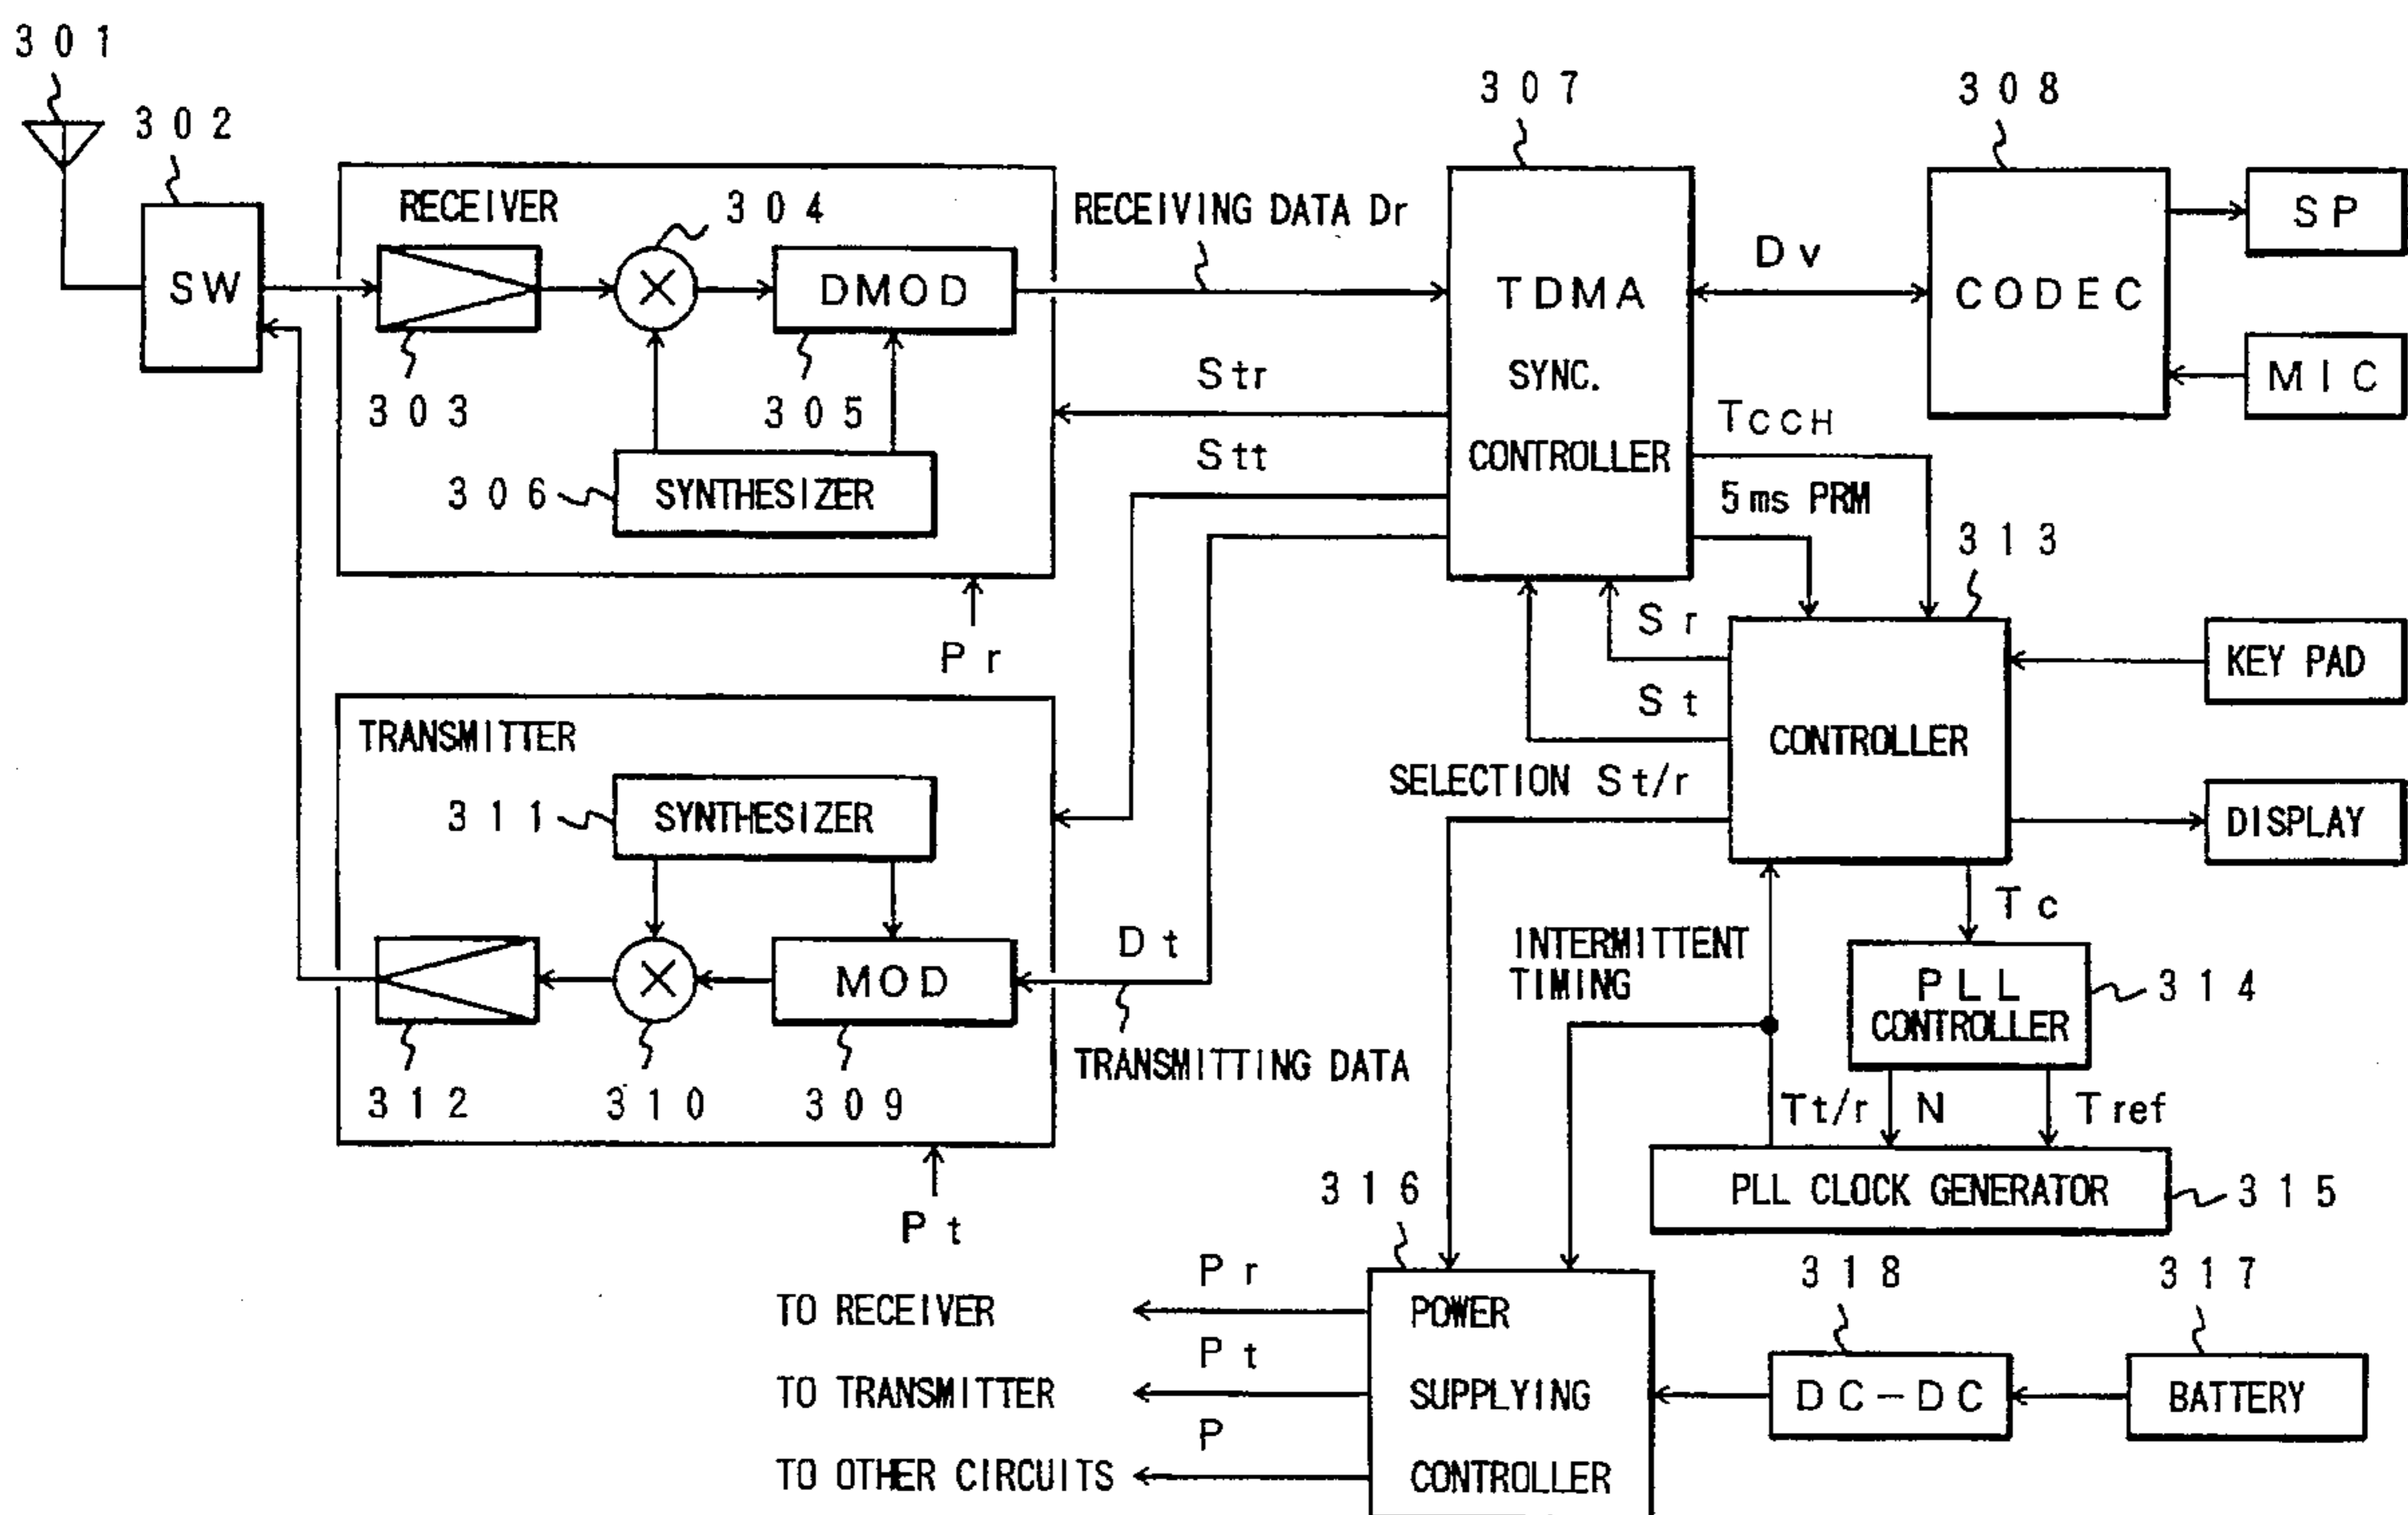 301
302
RECEIVER
304
RECEIVING DATA Dr
307
308
SW
DMOD
303
305
306
SYNTHESIZER
Str
Stt
TDMA
SYNC.
CONTROLLER
Dv
CODEC
SP
MIC
TCCH
5ms PRM
313
Pr
Sr
St
SELECTION St/r
CONTROLLER
KEY PAD
DISPLAY
TRANSMITTER
311
SYNTHESIZER
MOD
312
310
309
Dt
TRANSMITTING DATA
Pt
INTERMITTENT
TIMING
Tc
PLL
CONTROLLER
314
Tt/r
N
Tref
PLL CLOCK GENERATOR
315
316
318
317
TO RECEIVER
Pr
TO TRANSMITTER
Pt
TO OTHER CIRCUITS
P
POWER
SUPPLYING
CONTROLLER
DC-DC
BATTERY